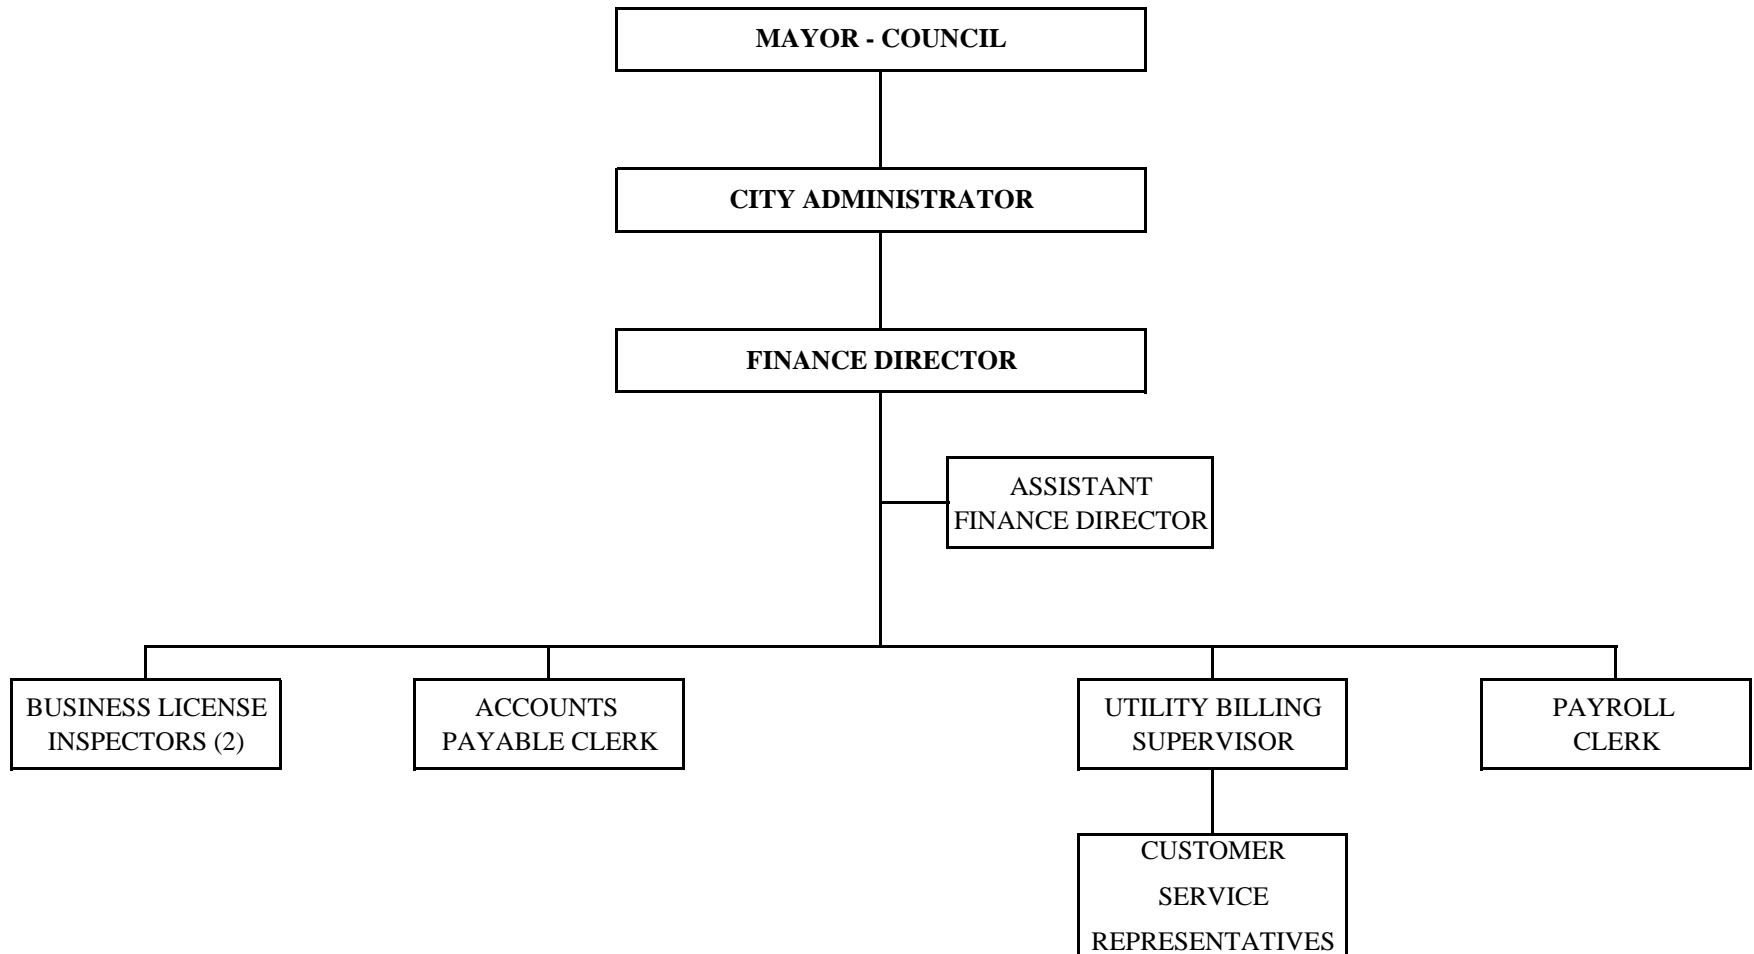 MAYOR - COUNCIL
CITY ADMINISTRATOR
FINANCE DIRECTOR
ASSISTANT
FINANCE DIRECTOR
BUSINESS LICENSE
INSPECTORS (2)
ACCOUNTS
PAYABLE CLERK
UTILITY BILLING
SUPERVISOR
PAYROLL
CLERK
CUSTOMER
SERVICE
REPRESENTATIVES